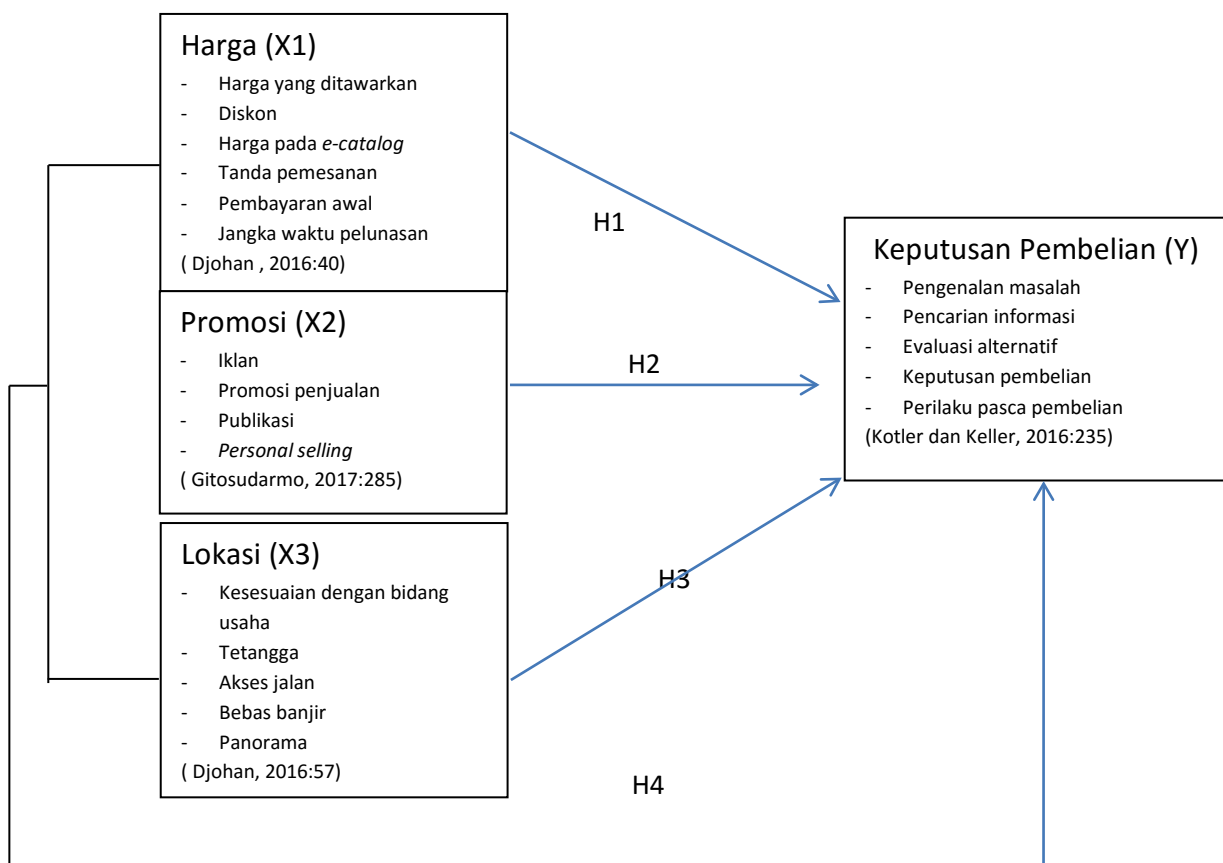 Harga (X1)
- Harga yang ditawarkan
- Diskon
- Harga pada e-catalog
- Tanda pemesanan
- Pembayaran awal
- Jangka waktu pelunasan
( Djohan , 2016:40)
Promosi (X2)
- Iklan
- Promosi penjualan
- Publikasi
- Personal selling
( Gitosudarmo, 2017:285)
Lokasi (X3)
- Kesesuaian dengan bidang
usaha
- Tetangga
- Akses jalan
- Bebas banjir
- Panorama
( Djohan, 2016:57)
H1
H2
H3
H4
Keputusan Pembelian (Y)
- Pengenalan masalah
- Pencarian informasi
- Evaluasi alternatif
- Keputusan pembelian
- Perilaku pasca pembelian
(Kotler dan Keller, 2016:235)